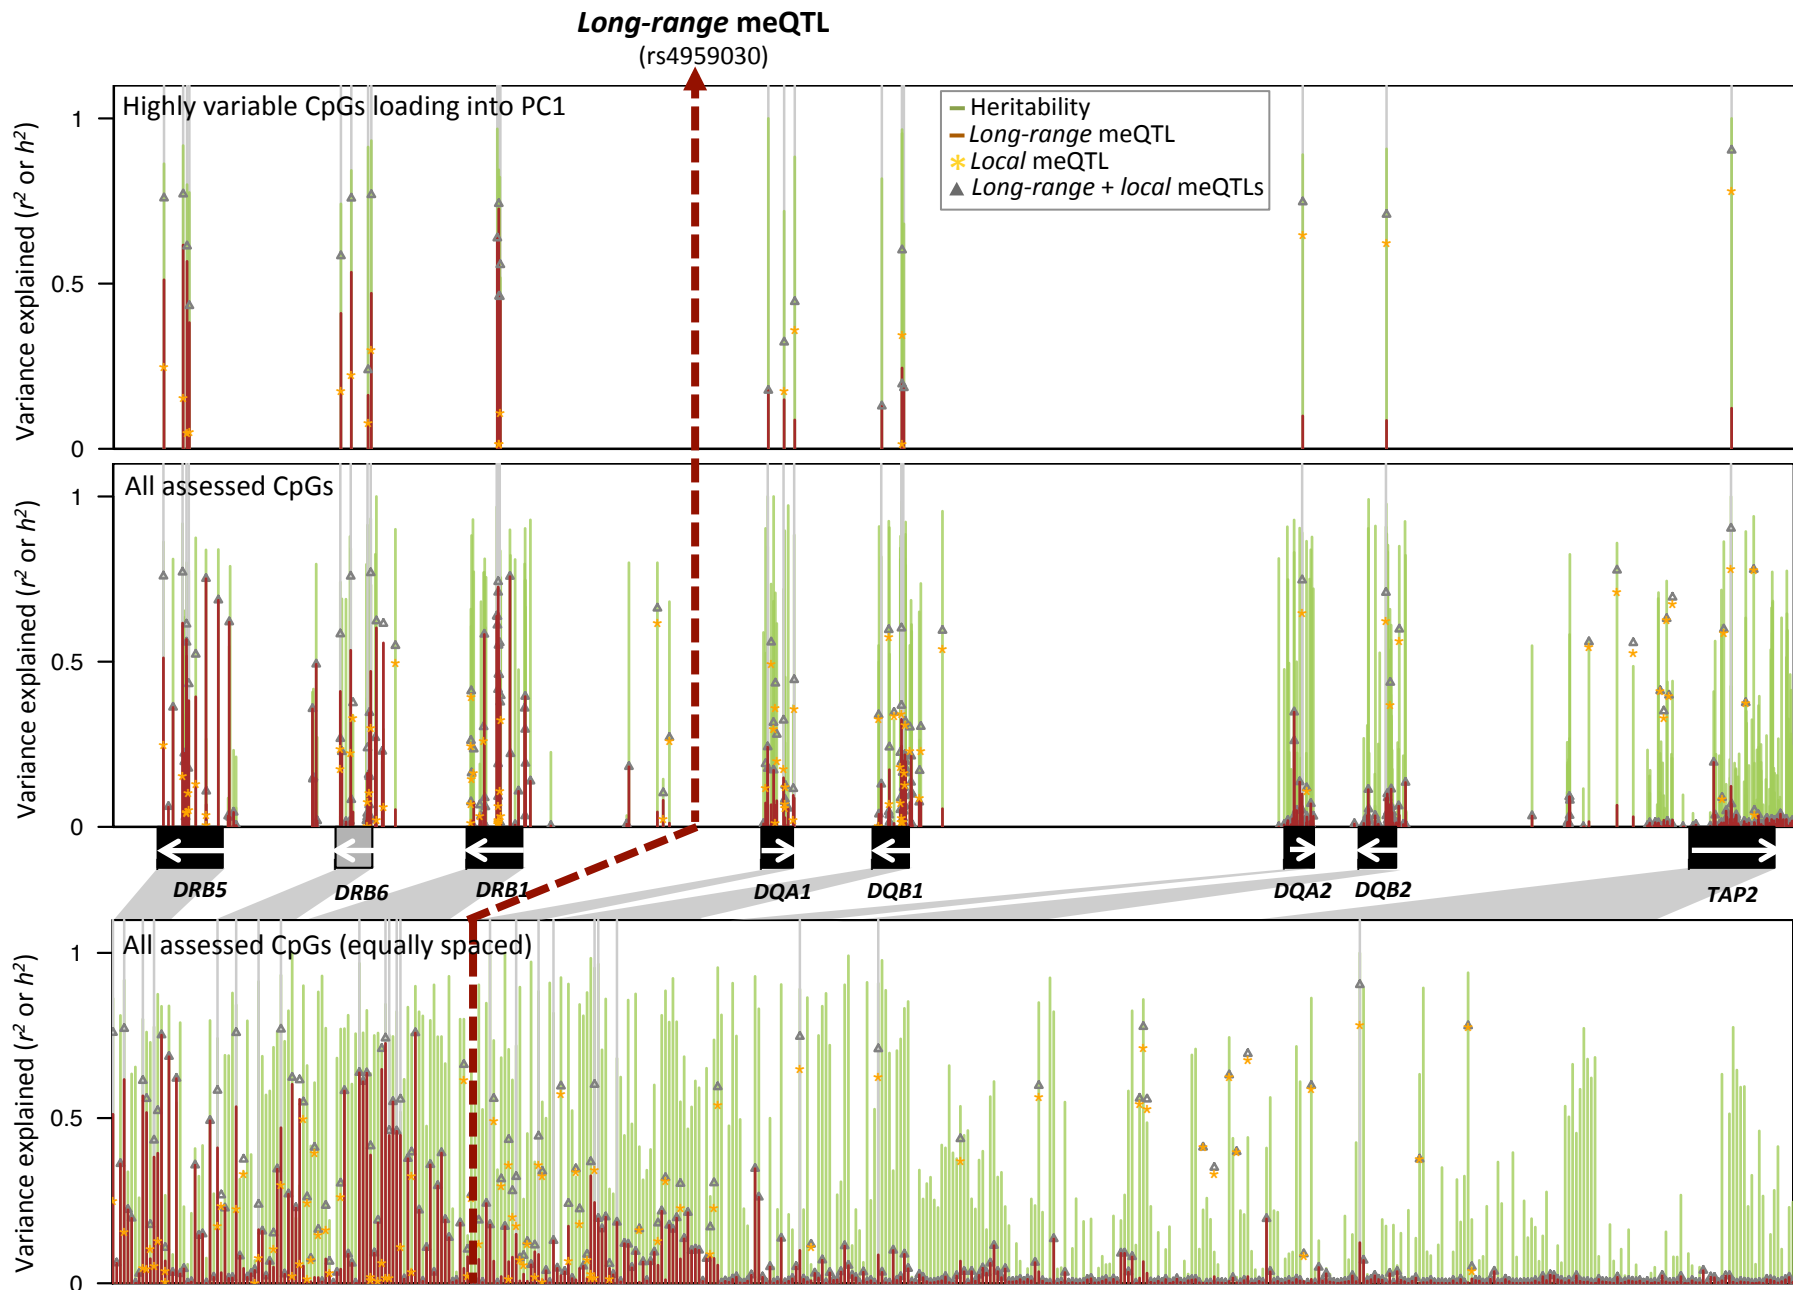 Long-range meQTL
(rs4959030)
Highly variable CpGs loading into PC1
Heritability
Long-range meQTL
Local meQTL
Long-range + local meQTLs
Variance explained (r² or h²)
1
0.5
0
All assessed CpGs
Variance explained (r² or h²)
1
0.5
0
DRB5 DRB6 DRB1 DQA1 DQB1 DQA2 DQB2 TAP2
All assessed CpGs (equally spaced)
Variance explained (r² or h²)
1
0.5
0